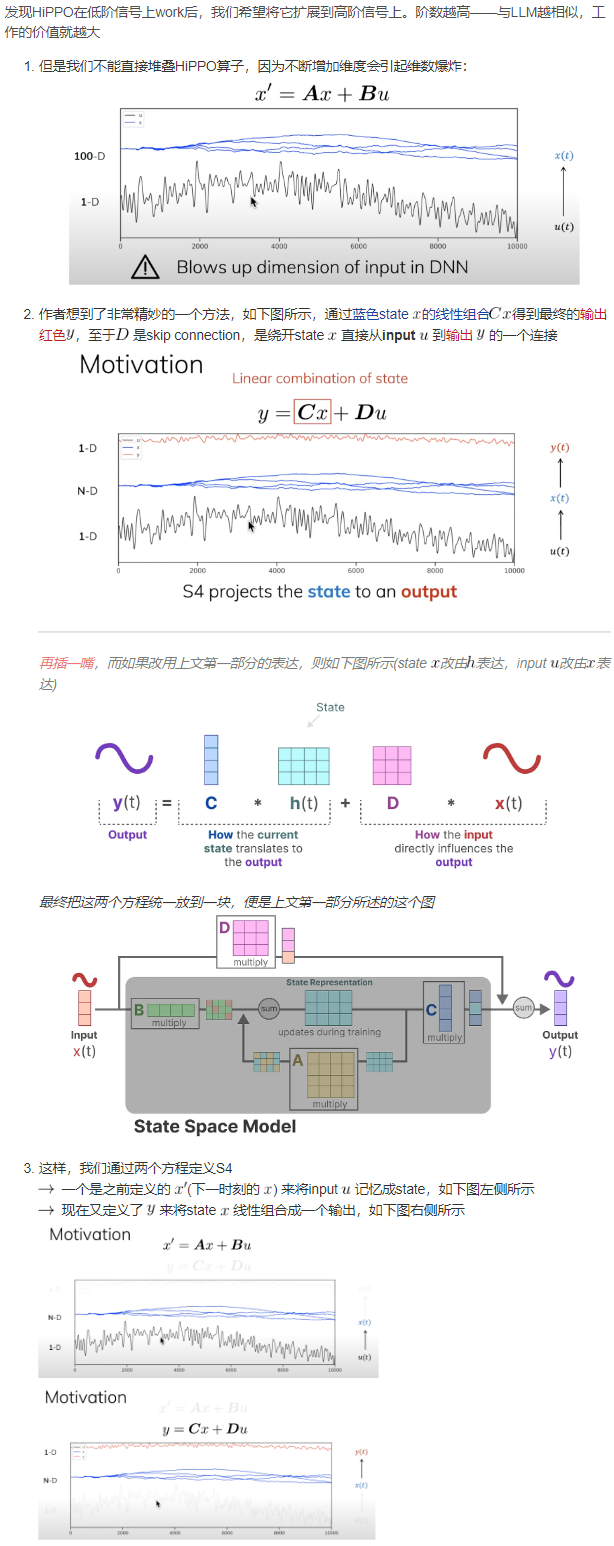 发现HiPPO在低阶信号上work后，我们希望将它扩展到高阶信号上。阶数越高——与LLM越相似，工
作的价值就越大
1. 但是我们不能直接堆叠HiPPO算子，因为不断增加维度会引起维数爆炸：
x′ = Ax + Bu
u
x
100-D
1-D
x(t)
u(t)
0 2000 4000 6000 8000 10000
Blows up dimension of input in DNN
2. 作者想到了非常精妙的一个方法，如下图所示，通过蓝色state x的线性组合Cx得到最终的输出
红色y，至于D 是skip connection，是绕开state x 直接从input u 到输出 y 的一个连接
Motivation
Linear combination of state
y = Cx + Du
u
x
y
1-D
N-D
1-D
y(t)
x(t)
u(t)
0 2000 4000 6000 8000 10000
S4 projects the state to an output
再插一嘴，而如果改用上文第一部分的表达，则如下图所示(state x改由h表达，input u改由x表
达)
State
y(t) = C * h(t) + D * x(t)
Output
How the current
state translates to
the output
How the input
directly influences the
output
最终把这两个方程统一放到一块，便是上文第一部分所述的这个图
D
multiply
State Representation
B
multiply
sum
updates during training
C
multiply
sum
Input
x(t)
Output
y(t)
A
multiply
State Space Model
3. 这样，我们通过两个方程定义S4
→ 一个是之前定义的 x′(下一时刻的 x) 来将input u 记忆成state，如下图左侧所示
→ 现在又定义了 y 来将state x 线性组合成一个输出，如下图右侧所示
Motivation
x′ = Ax + Bu
y = Cx + Du
N-D
1-D
x(t)
u(t)
0 2000 4000 6000 8000 10000
Motivation
x′ = Ax + Bu
y = Cx + Du
1-D
N-D
y(t)
x(t)
u(t)
0 2000 4000 6000 8000 10000